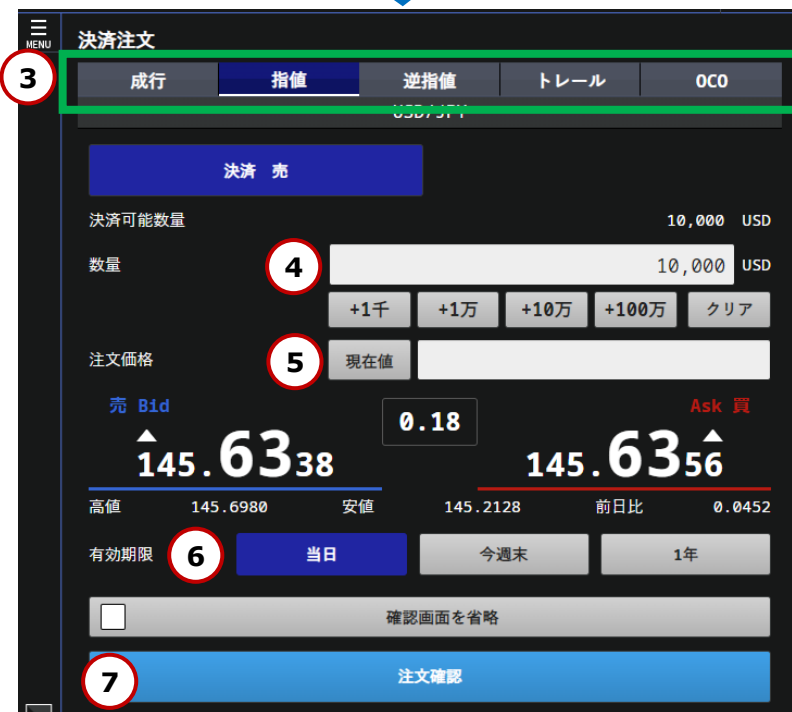 MENU
決済注文
3
成行 指値 逆指値 トレール OCO
USD/JPY
決済 売
決済可能数量 10,000 USD
数量 4 10,000 USD
+1千 +1万 +10万 +100万 クリア
注文価格 5 現在値
売 Bid 0.18 Ask 買
145.6338 145.6356
高値 145.6980 安値 145.2128 前日比 0.0452
有効期限 6 当日 今週末 1年
確認画面を省略
7 注文確認